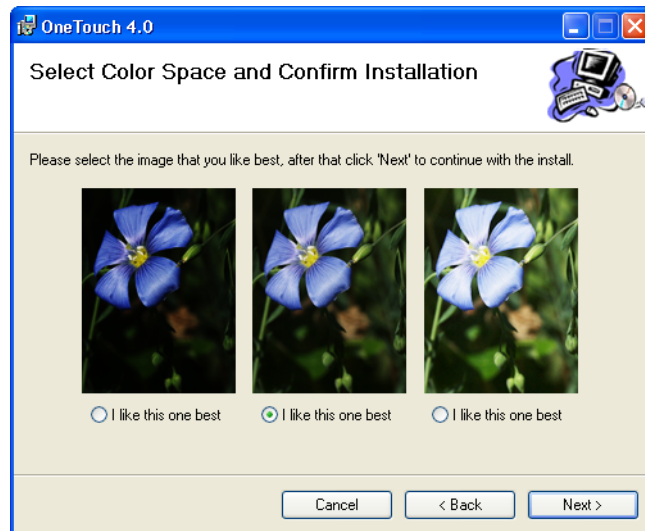 OneTouch 4.0
Select Color Space and Confirm Installation
Please select the image that you like best, after that click 'Next' to continue with the install.
I like this one best
I like this one best
I like this one best
Cancel
< Back
Next >